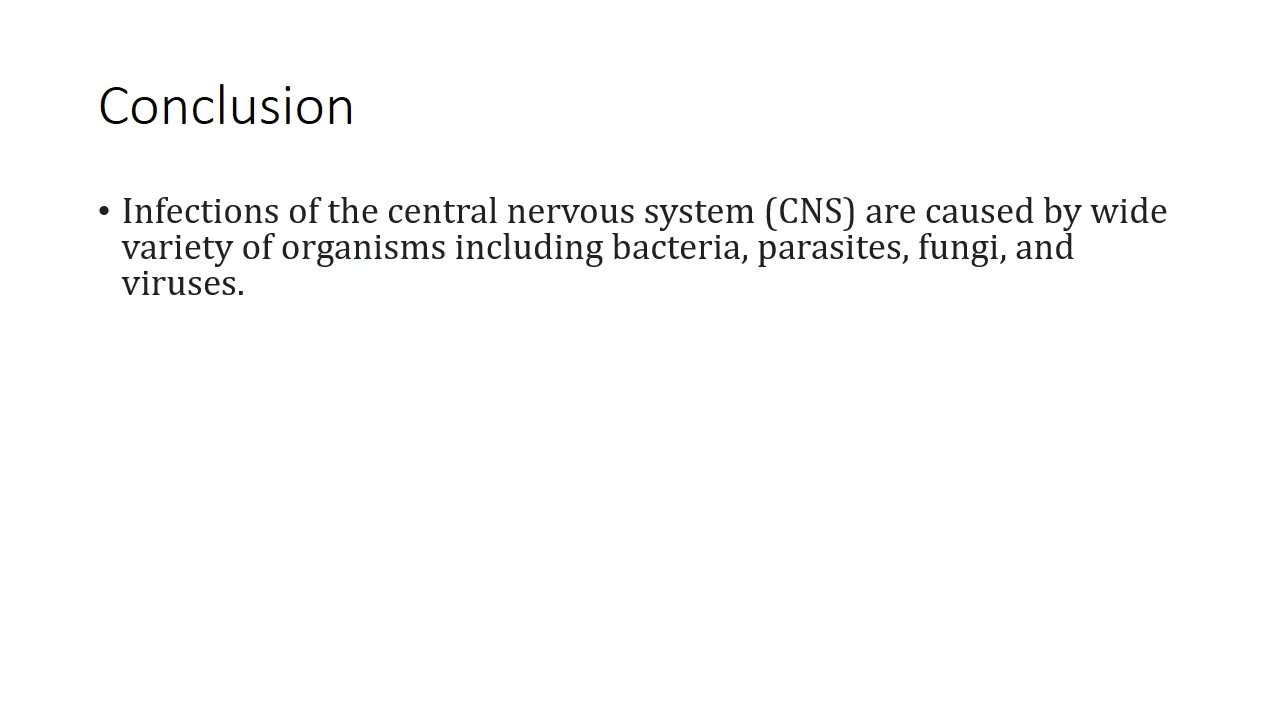 Conclusion
• Infections of the central nervous system (CNS) are caused by wide
variety of organisms including bacteria, parasites, fungi, and
viruses.